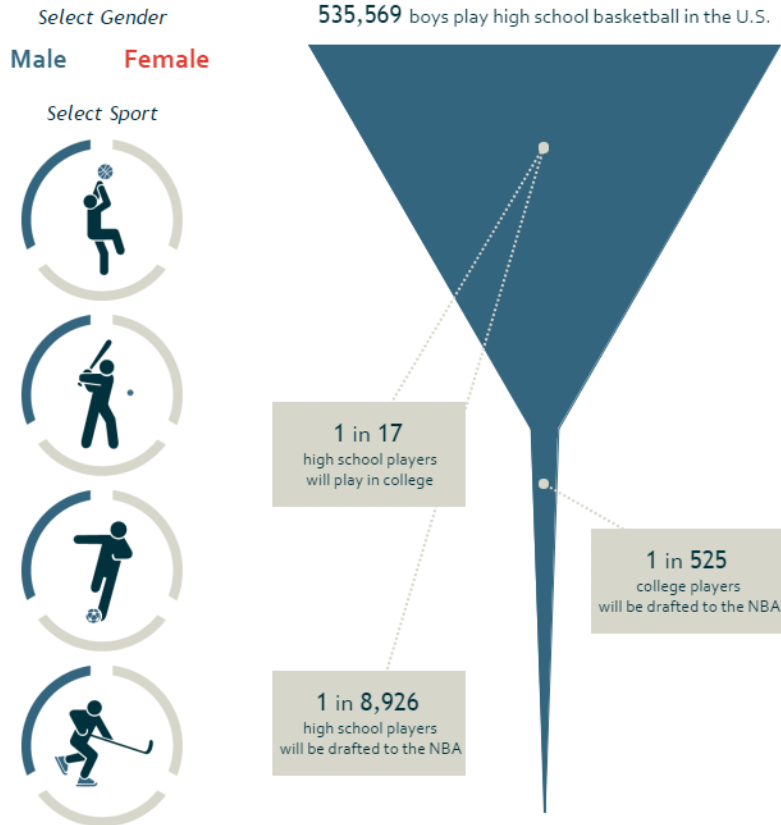 Select Gender
Male Female
Select Sport
535,569 boys play high school basketball in the U.S.
1 in 17
high school players
will play in college
1 in 525
college players
will be drafted to the NBA
1 in 8,926
high school players
will be drafted to the NBA